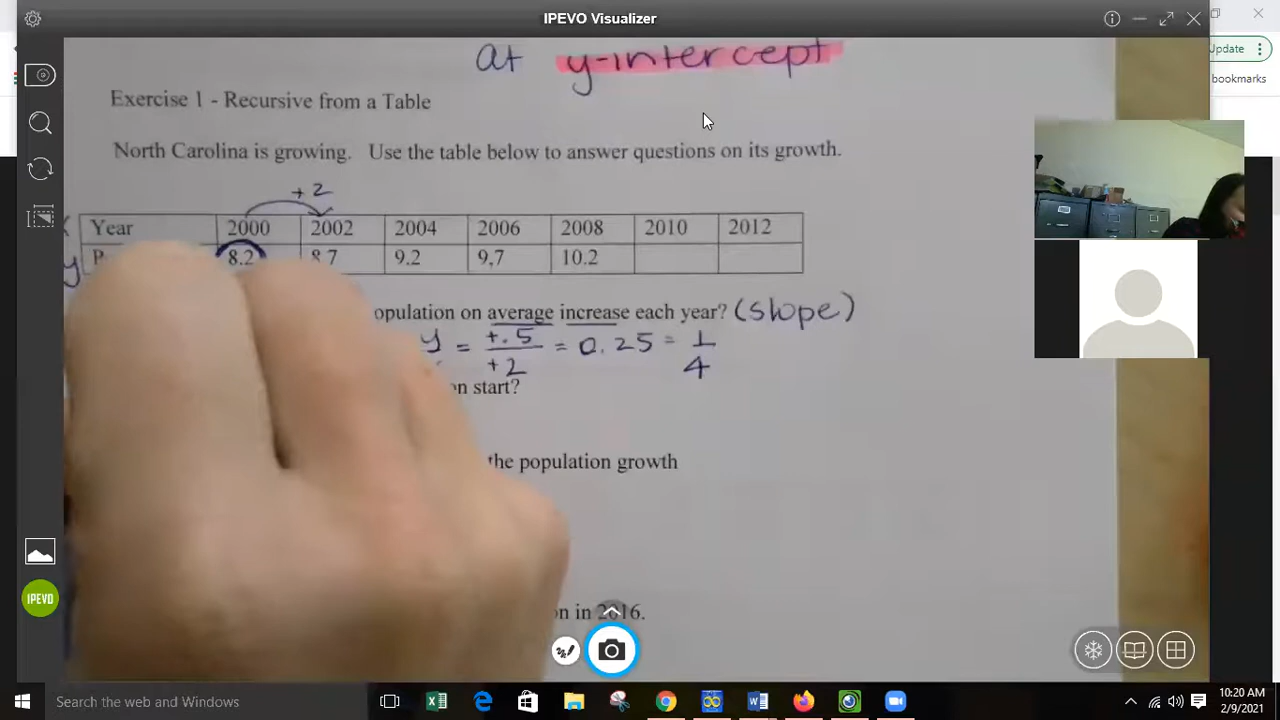 IPEVO Visualizer
Update
bookmarks
at y-intercept
Exercise 1 - Recursive from a Table
North Carolina is growing. Use the table below to answer questions on its growth.
+2
x Year 2000 2002 2004 2006 2008 2010 2012
y P 8.2 8.7 9.2 9.7 10.2
opulation on average increase each year? (slope)
y = +.5 / +2 = 0.25 = 1 / 4
on start?
the population growth
on in 2016.
IPEVO
Search the web and Windows
10:20 AM
2/9/2021